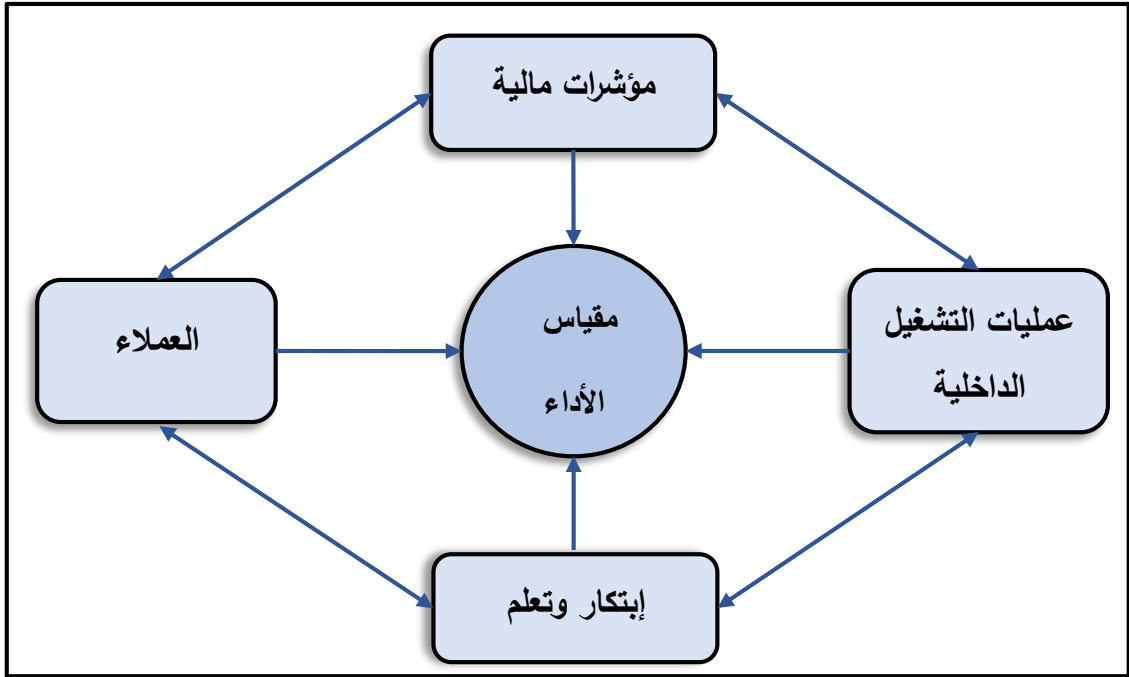 مؤشرات مالية
عمليات التشغيل
الداخلية
مقياس
الأداء
العملاء
إبتكار وتعلم